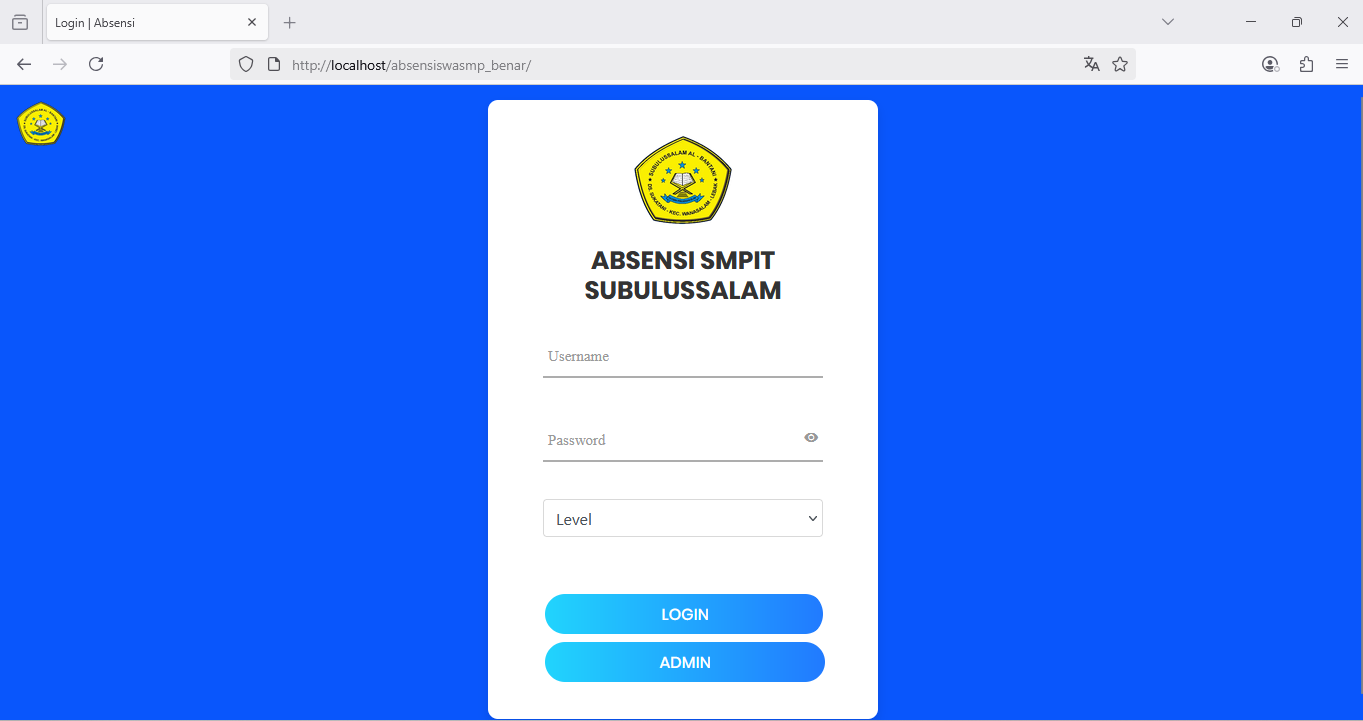 Login | Absensi
http://localhost/absensiswasmp_benar/
SUBULUSSALAM AL - BANTANI
DS. SUKATANI - KEC. WANASALAM - LEBAK
ABSENSI SMPIT
SUBULUSSALAM
Username
Password
Level
LOGIN
ADMIN